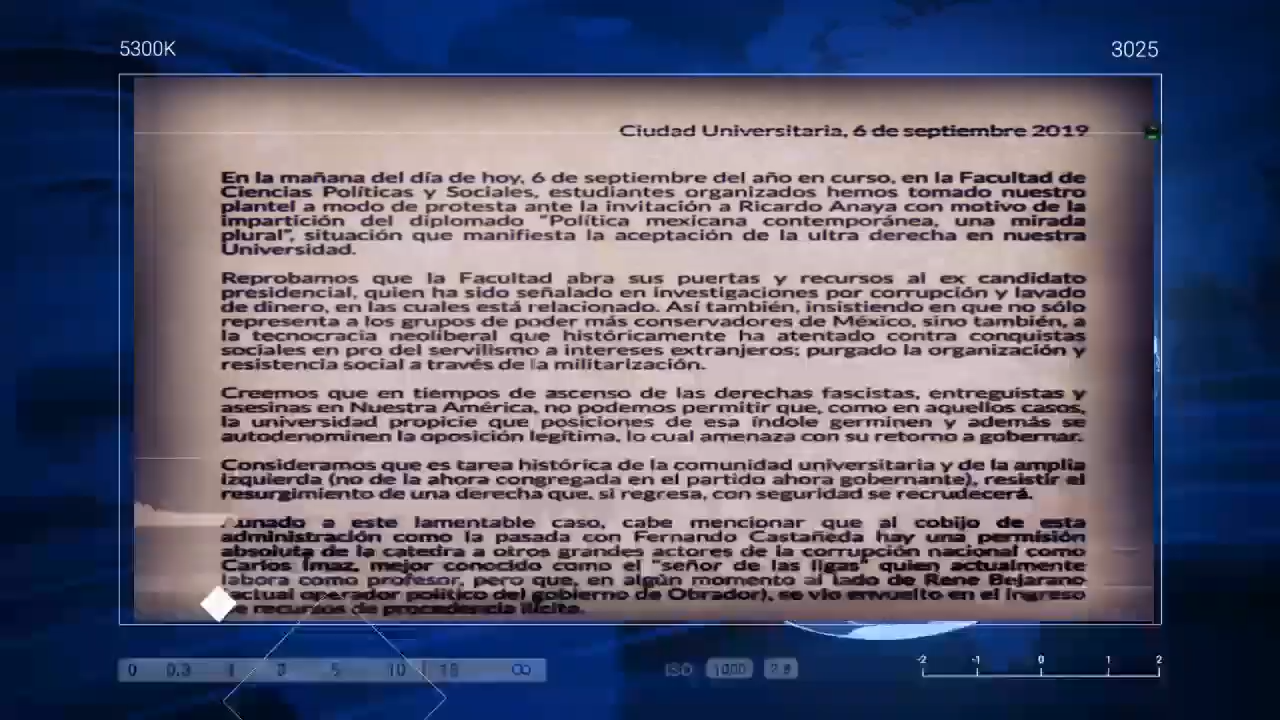 5300K
3025
Ciudad Universitaria, 6 de septiembre 2019
En la mañana del día de hoy, 6 de septiembre del año en curso, en la Facultad de
Ciencias Políticas y Sociales, estudiantes organizados hemos tomado nuestro
plantel a modo de protesta ante la invitación a Ricardo Anaya con motivo de la
impartición del diplomado "Política mexicana contemporánea, una mirada
plural", situación que manifiesta la aceptación de la ultra derecha en nuestra
Universidad.
Reprobamos que la Facultad abra sus puertas y recursos al ex candidato
presidencial, quien ha sido señalado en investigaciones por corrupción y lavado
de dinero, en las cuales está relacionado. Así también, insistiendo en que no sólo
representa a los grupos de poder más conservadores de México, sino también, a
la tecnocracia neoliberal que históricamente ha atentado contra conquistas
sociales en pro del servilismo a intereses extranjeros; purgado la organización y
resistencia social a través de la militarización.
Creemos que en tiempos de ascenso de las derechas fascistas, entreguistas y
asesinas en Nuestra América, no podemos permitir que, como en aquellos casos,
la universidad propicie que posiciones de esa índole germinen y además se
autodenominen la oposición legítima, lo cual amenaza con su retorno a gobernar.
Consideramos que es tarea histórica de la comunidad universitaria y de la amplia
izquierda (no de la ahora congregada en el partido ahora gobernante), resistir el
resurgimiento de una derecha que, si regresa, con seguridad se recrudecerá.
Aunado a este lamentable caso, cabe mencionar que al cobijo de esta
administración como la pasada con Fernando Castañeda hay una permisión
absoluta de la catedra a otros grandes actores de la corrupción nacional como
Carlos Ímaz, mejor conocido como el "señor de las ligas" quien actualmente
labora como profesor, pero que, en algún momento al lado de Rene Bejarano
actual operador político del gobierno de Obrador), se vio envuelto en el ingreso
de recursos de procedencia ilícita.
0 0.3 1 3 5 10 18 ∞
ISO 1000 2.8
-2 -1 0 1 2